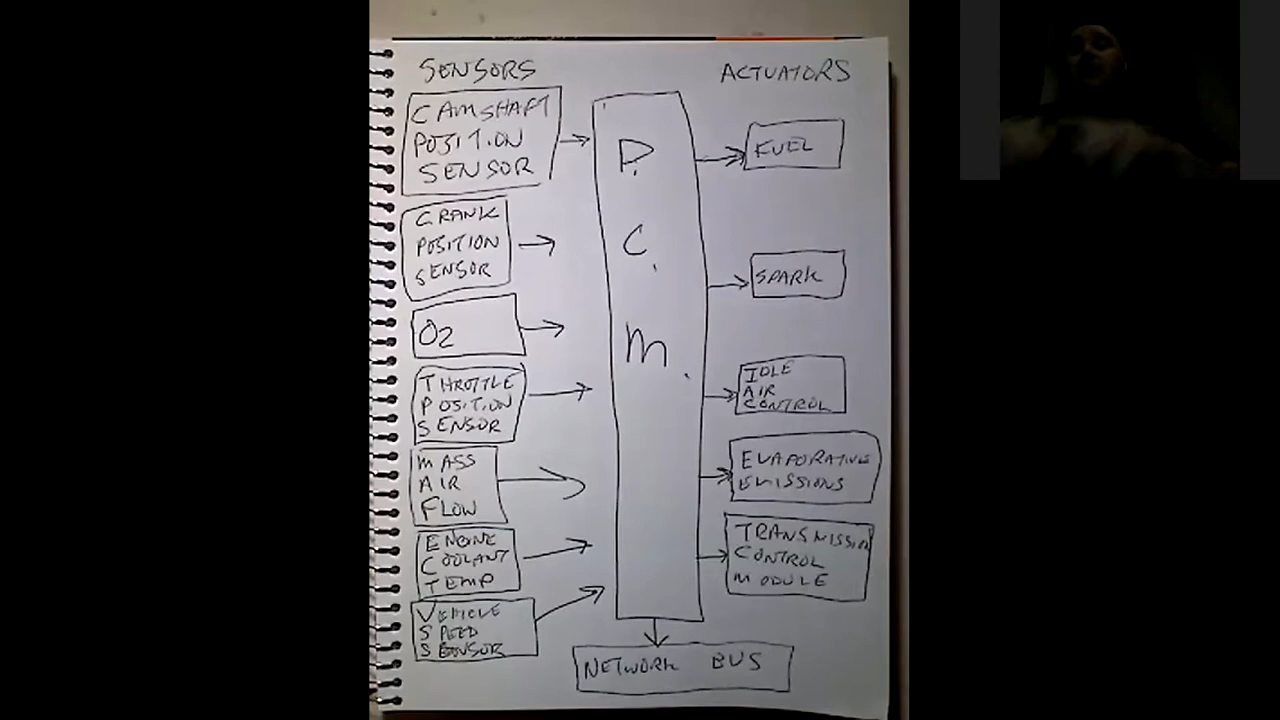 SENSORS
ACTUATORS
CAMSHAFT
POSITION
SENSOR
CRANK
POSITION
SENSOR
O2
THROTTLE
POSITION
SENSOR
MASS
AIR
FLOW
ENGINE
COOLANT
TEMP
VEHICLE
SPEED
SENSOR
P.
C.
M.
FUEL
SPARK
IDLE
AIR
CONTROL
EVAPORATIVE
EMISSIONS
TRANSMISSION
CONTROL
MODULE
NETWORK BUS